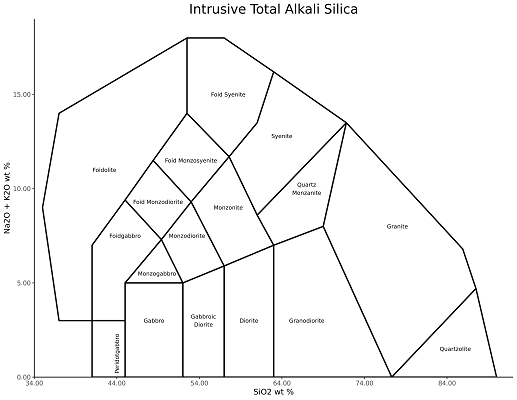 Intrusive Total Alkali Silica
Na2O + K2O wt %
15.00
10.00
5.00
0.00
Foid Syenite
Syenite
Foid Monzosyenite
Foidolite
Quartz
Monzanite
Foid Monzodiorite
Monzonite
Granite
Foidgabbro
Monzodiorite
Monzogabbro
Peridotgabbro
Gabbro
Gabbroic
Diorite
Diorite
Granodiorite
Quartzolite
34.00
44.00
54.00
64.00
74.00
84.00
SiO2 wt %